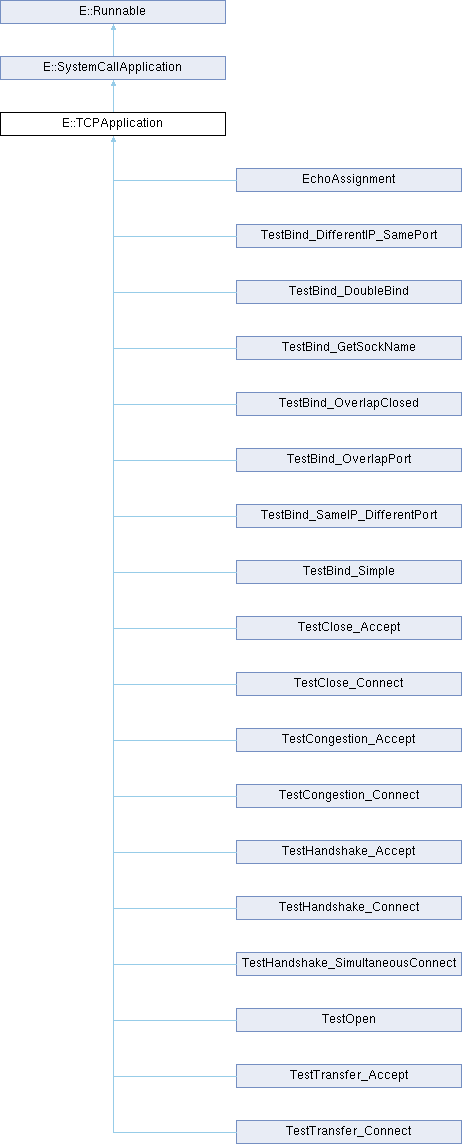 E::Runnable
E::SystemCallApplication
E::TCPApplication
EchoAssignment
TestBind_DifferentIP_SamePort
TestBind_DoubleBind
TestBind_GetSockName
TestBind_OverlapClosed
TestBind_OverlapPort
TestBind_SameIP_DifferentPort
TestBind_Simple
TestClose_Accept
TestClose_Connect
TestCongestion_Accept
TestCongestion_Connect
TestHandshake_Accept
TestHandshake_Connect
TestHandshake_SimultaneousConnect
TestOpen
TestTransfer_Accept
TestTransfer_Connect